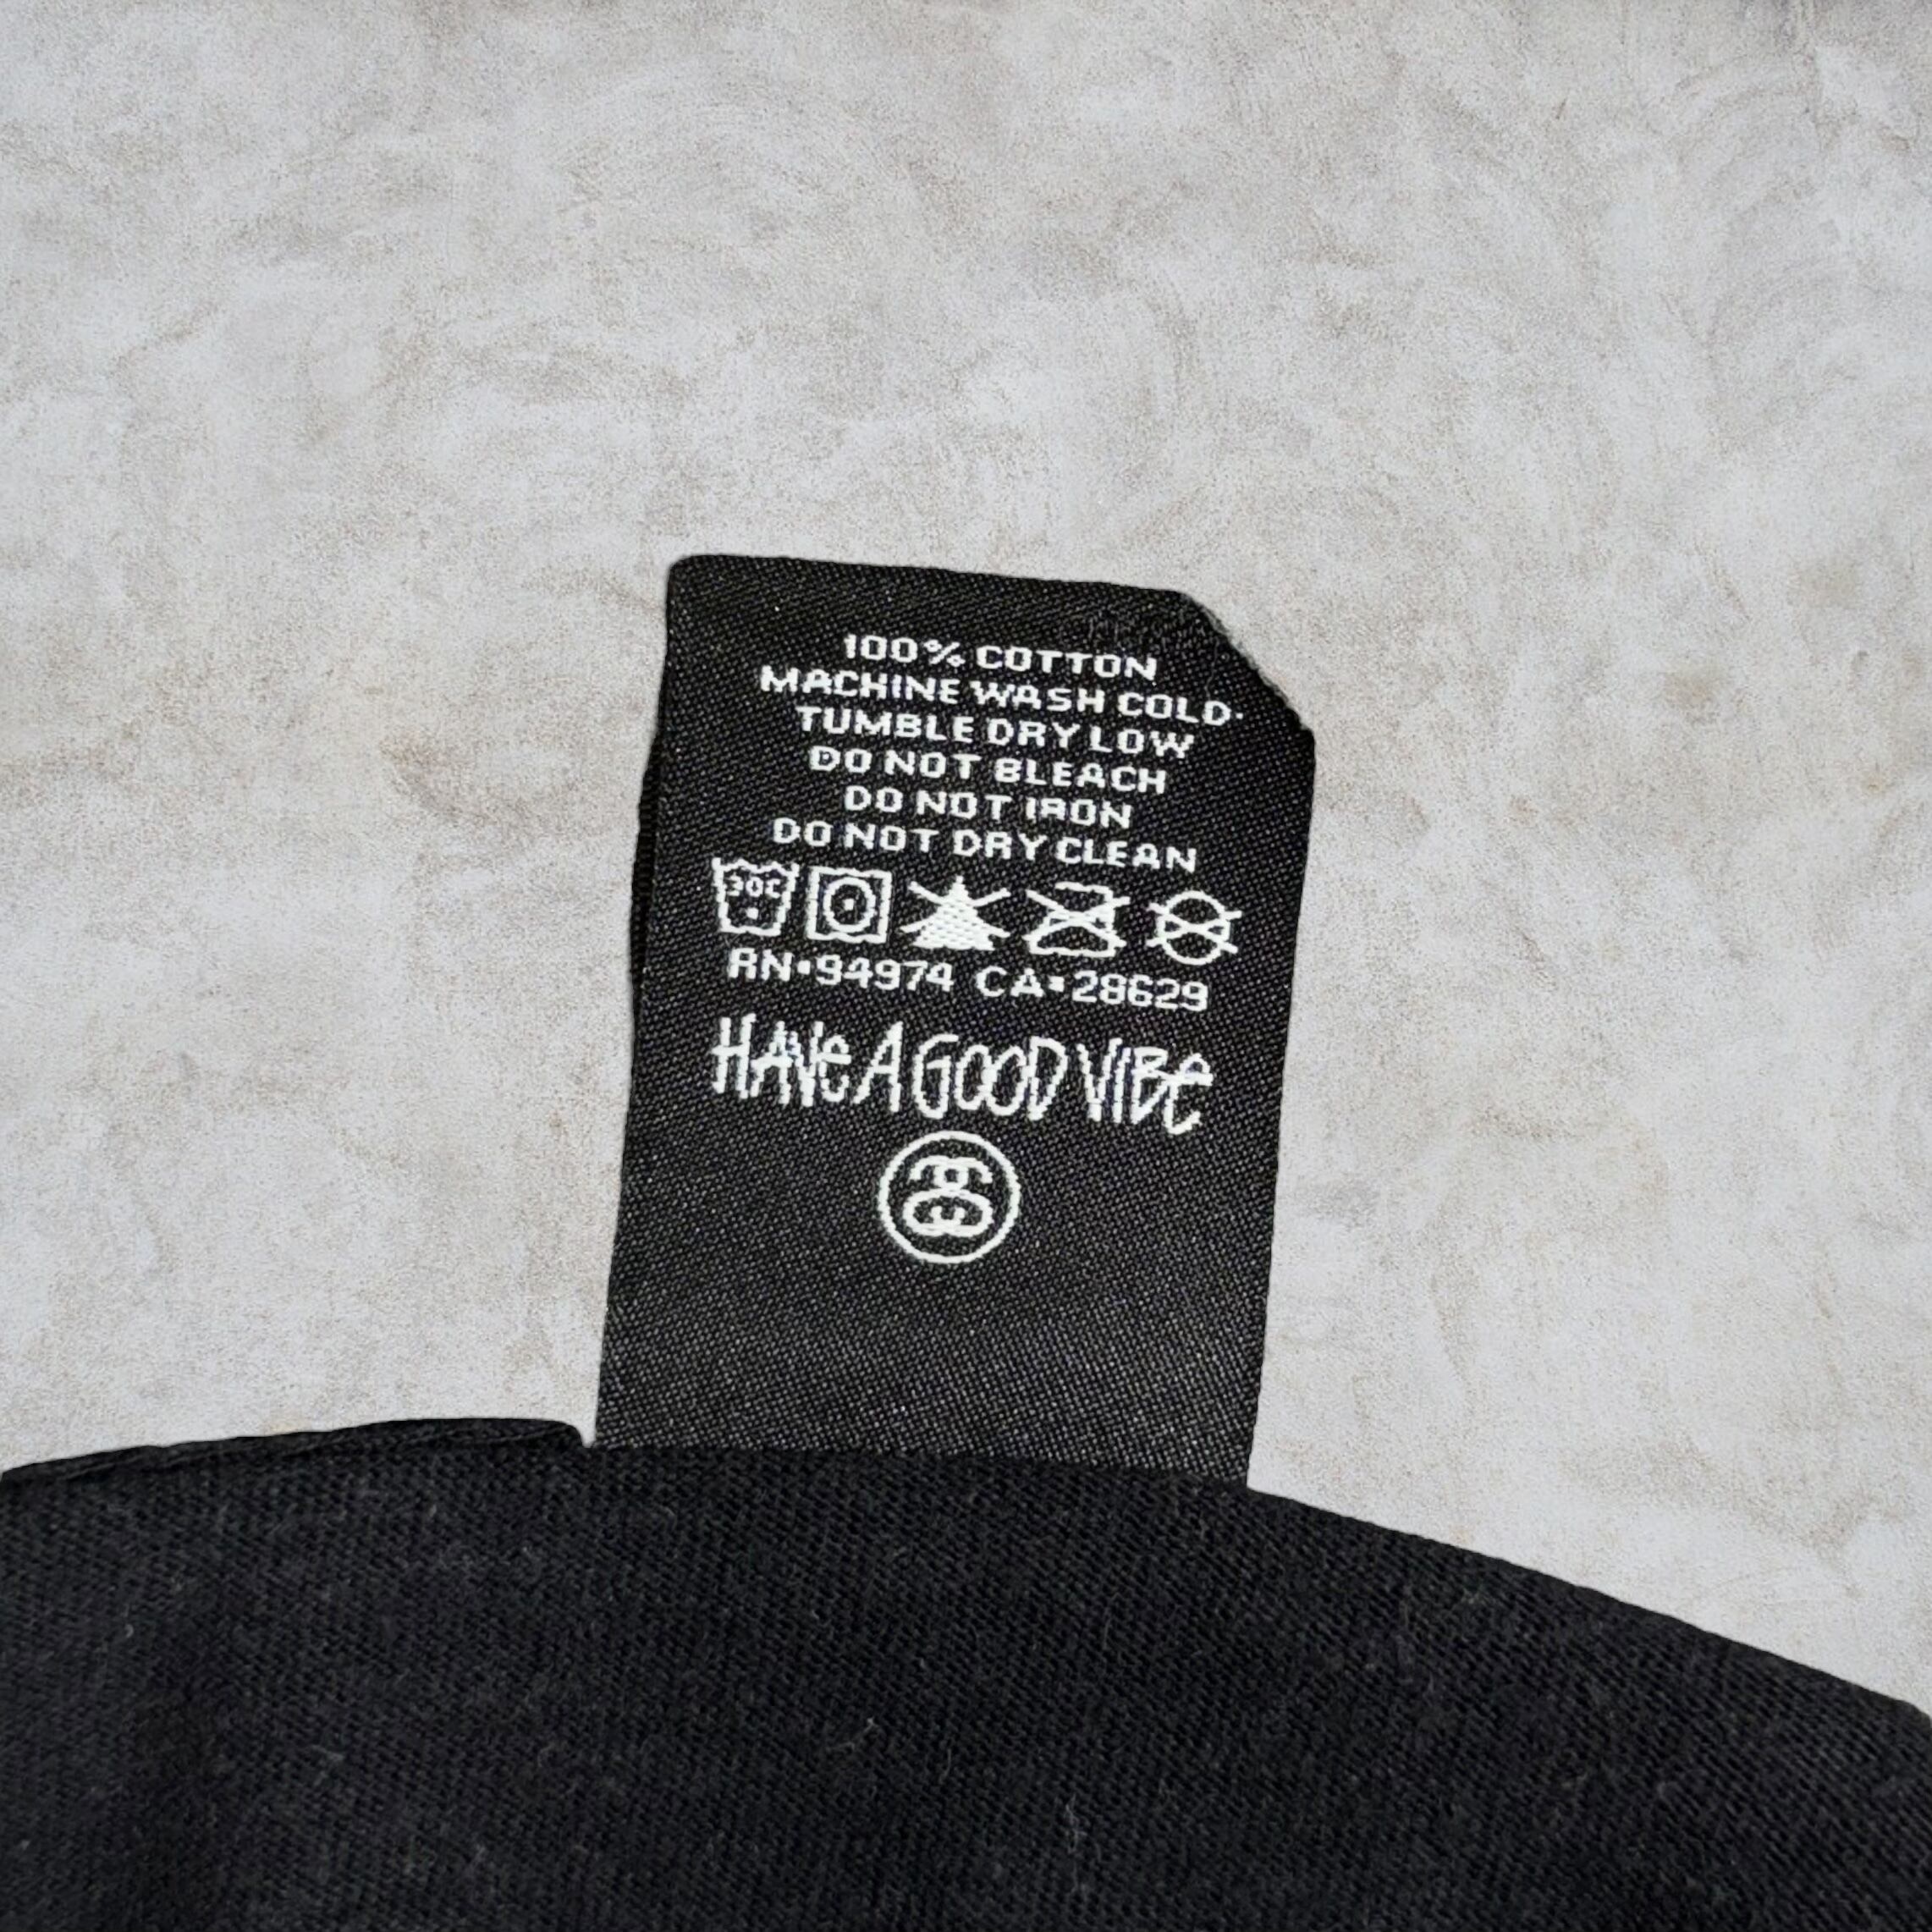 100% COTTON
MACHINE WASH COLD·
TUMBLE DRY LOW
DO NOT BLEACH
DO NOT IRON
DO NOT DRY CLEAN
30C
RN•94974 CA•28629
HAVE A GOOD VIBE